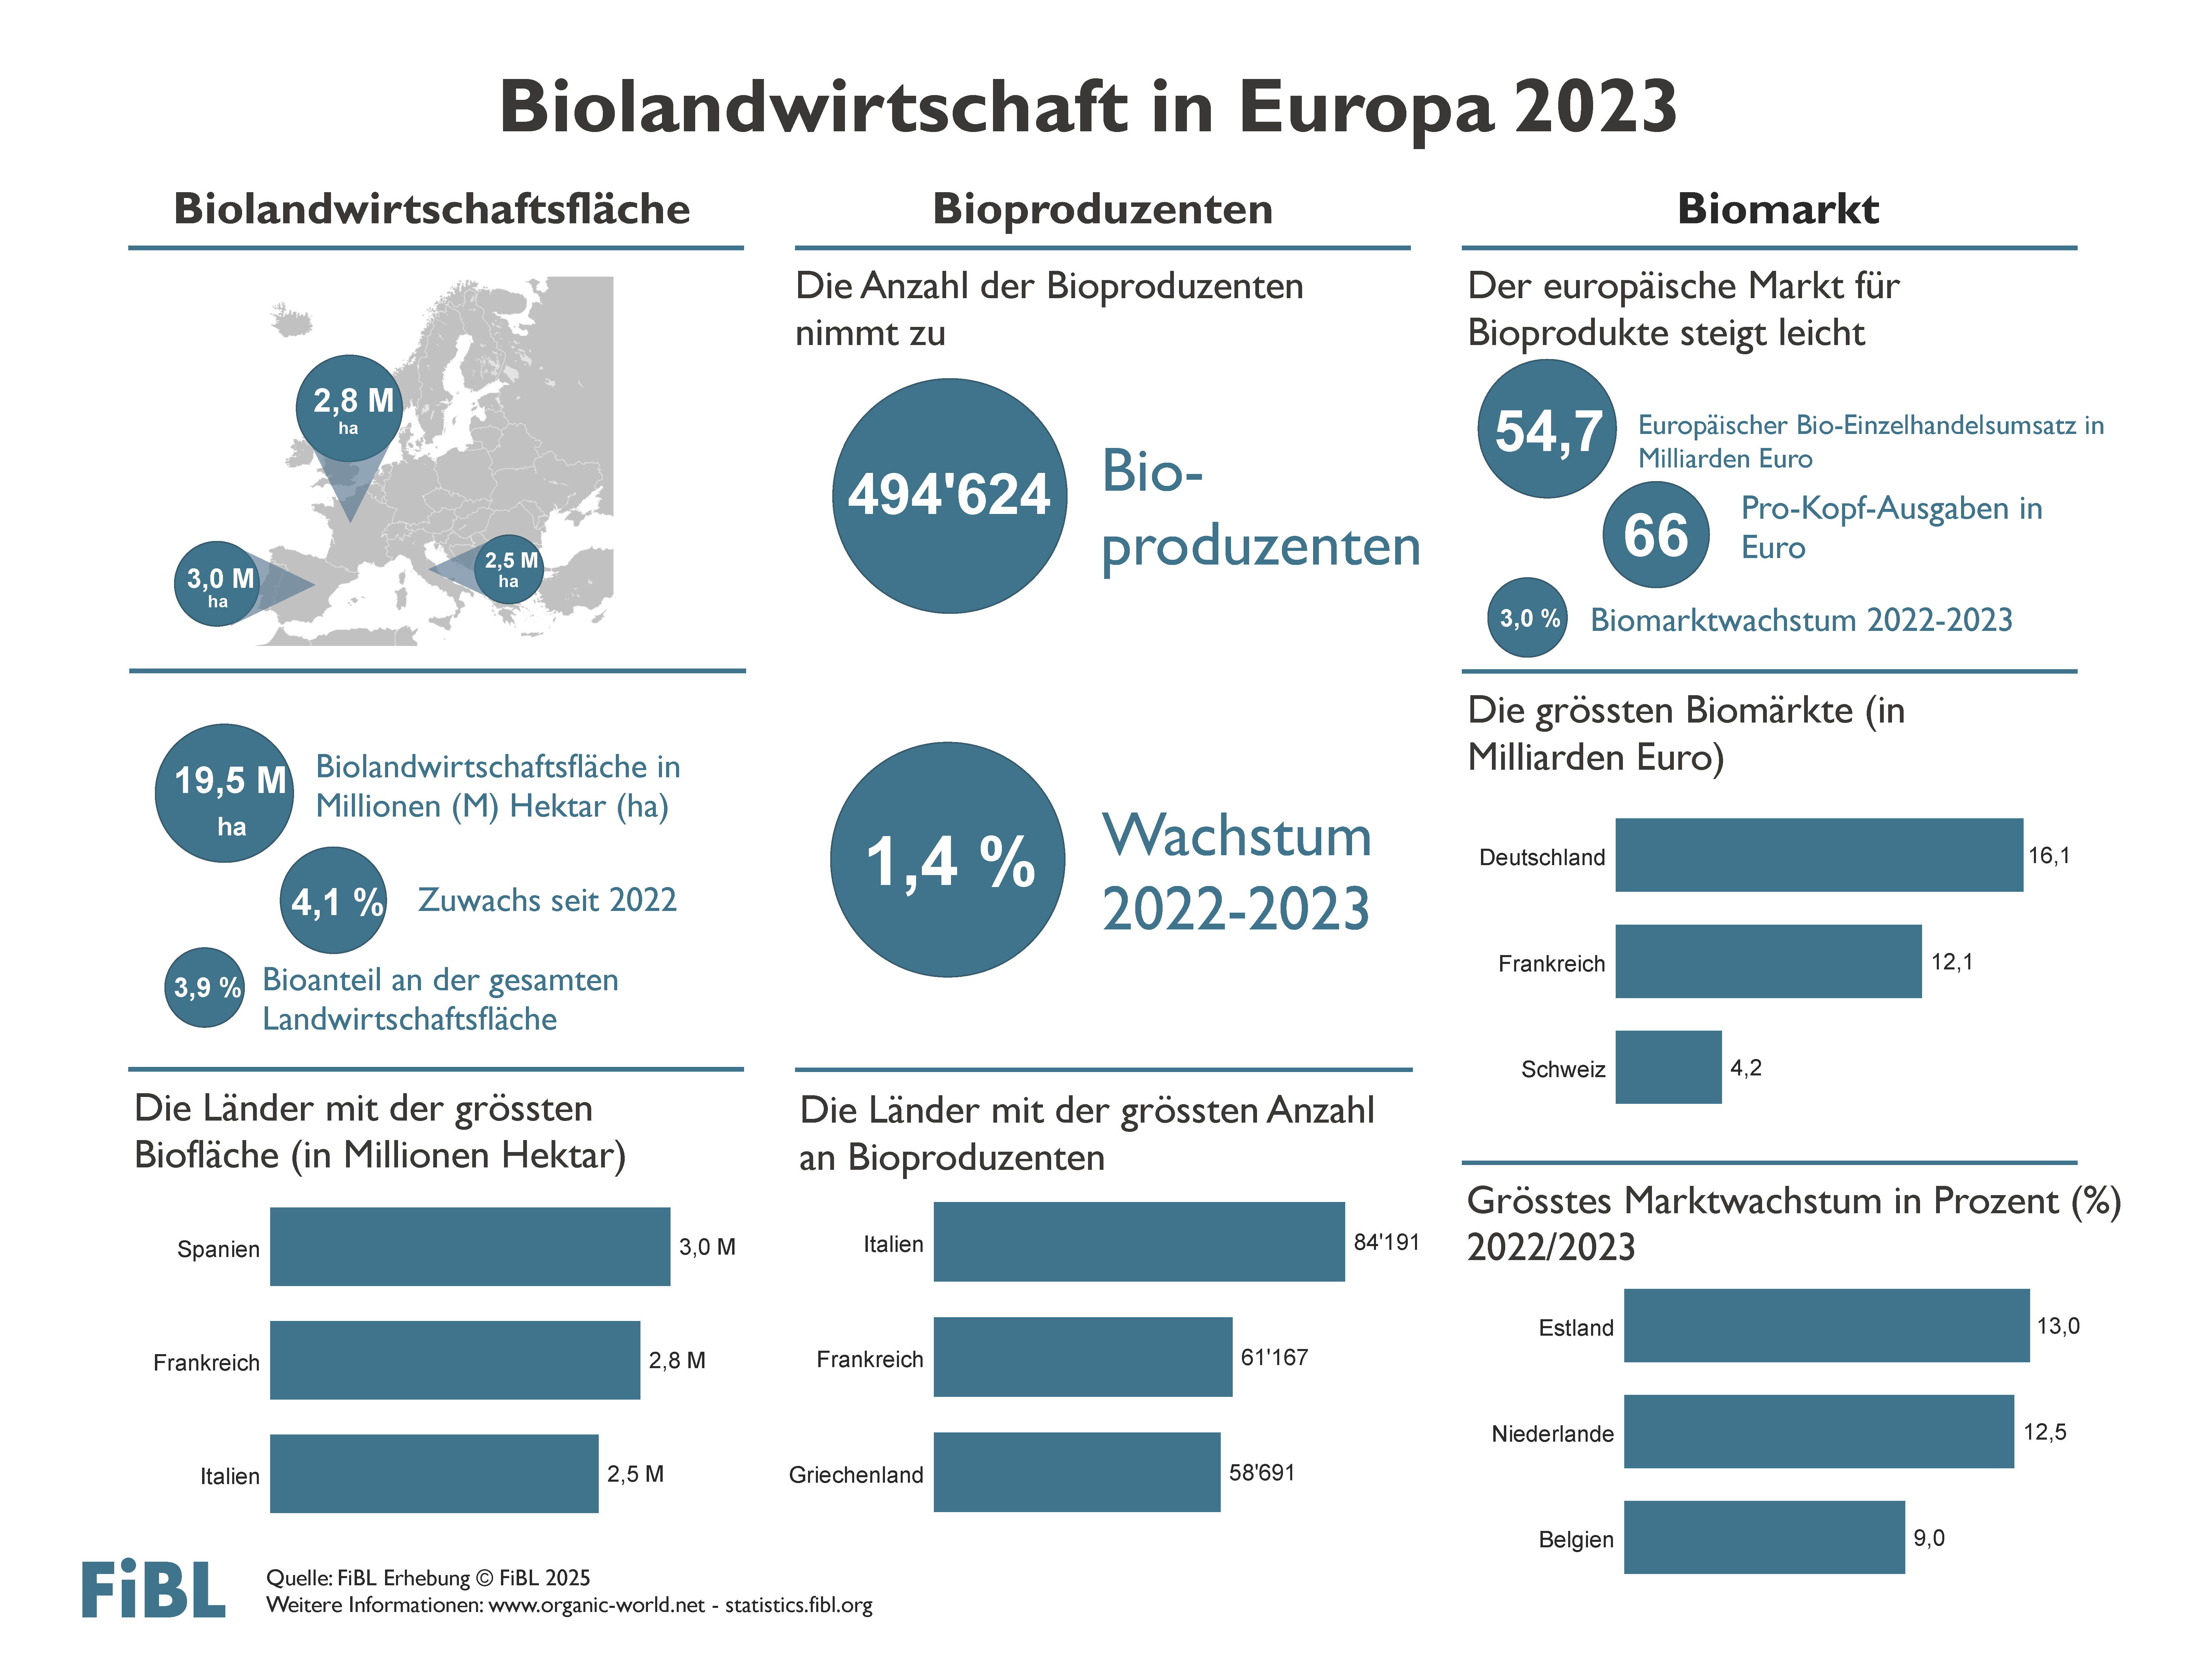 Biolandwirtschaft in Europa 2023
Biolandwirtschaftsfläche
2,8 M
ha
3,0 M
ha
2,5 M
ha
19,5 M
ha
Biolandwirtschaftsfläche in
Millionen (M) Hektar (ha)
4,1 %
Zuwachs seit 2022
3,9 %
Bioanteil an der gesamten
Landwirtschaftsfläche
Die Länder mit der grössten
Biofläche (in Millionen Hektar)
Spanien 3,0 M
Frankreich 2,8 M
Italien 2,5 M
Bioproduzenten
Die Anzahl der Bioproduzenten
nimmt zu
494'624
Bio-
produzenten
1,4 %
Wachstum
2022-2023
Die Länder mit der grössten Anzahl
an Bioproduzenten
Italien 84'191
Frankreich 61'167
Griechenland 58'691
Biomarkt
Der europäische Markt für
Bioprodukte steigt leicht
54,7
Europäischer Bio-Einzelhandelsumsatz in
Milliarden Euro
66
Pro-Kopf-Ausgaben in
Euro
3,0 %
Biomarktwachstum 2022-2023
Die grössten Biomärkte (in
Milliarden Euro)
Deutschland 16,1
Frankreich 12,1
Schweiz 4,2
Grösstes Marktwachstum in Prozent (%)
2022/2023
Estland 13,0
Niederlande 12,5
Belgien 9,0
FiBL
Quelle: FiBL Erhebung © FiBL 2025
Weitere Informationen: www.organic-world.net - statistics.fibl.org